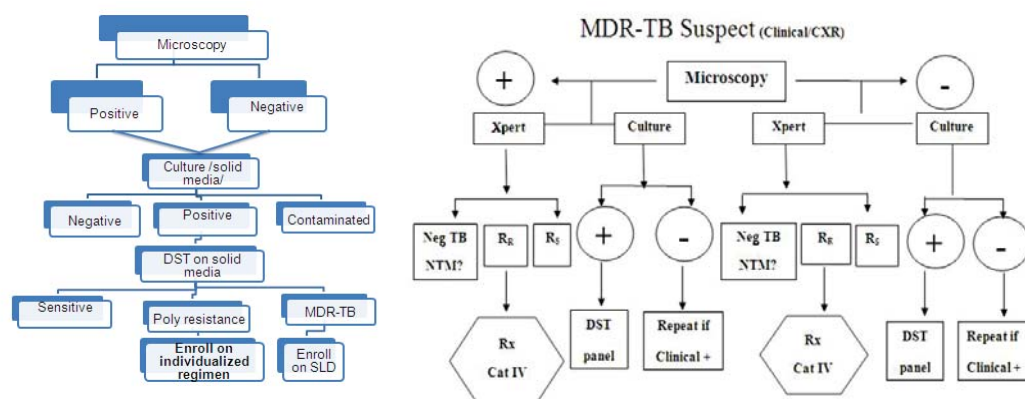 Microscopy
Positive
Negative
Culture /solid
media/
Negative
Positive
Contaminated
DST on solid
media
Sensitive
Poly resistance
MDR-TB
Enroll on
individualized
regimen
Enroll
on SLD
MDR-TB Suspect (Clinical/CXR)
+
Microscopy
-
Xpert
Culture
Xpert
Culture
Neg TB
NTM?
RR
RS
+
-
Neg TB
NTM?
RR
RS
+
-
Rx
Cat IV
DST
panel
Repeat if
Clinical +
Rx
Cat IV
DST
panel
Repeat if
Clinical +